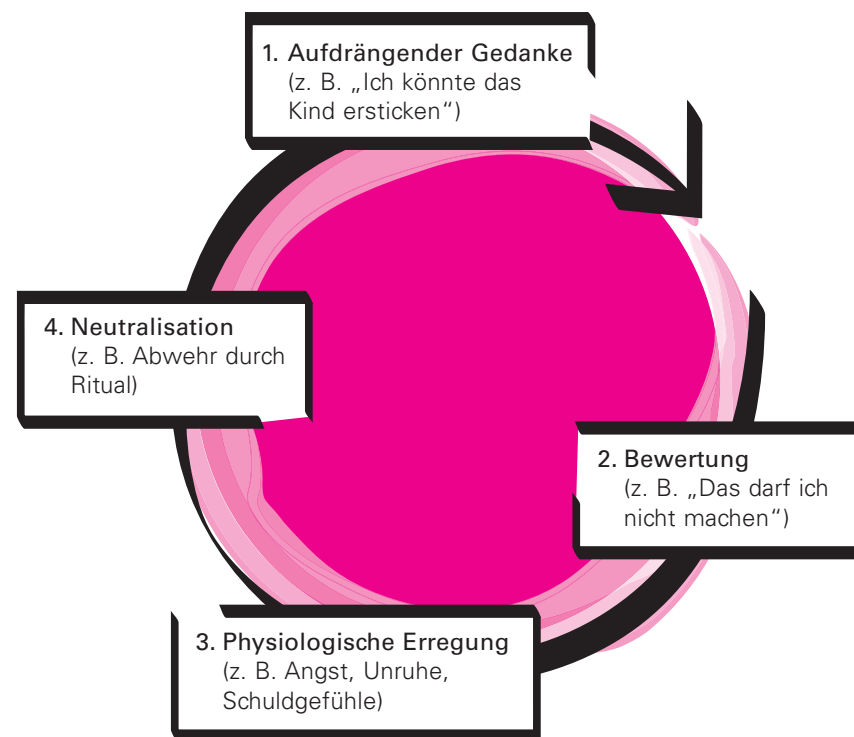 1. Aufdrängender Gedanke
(z. B. „Ich könnte das
Kind ersticken“)
2. Bewertung
(z. B. „Das darf ich
nicht machen“)
3. Physiologische Erregung
(z. B. Angst, Unruhe,
Schuldgefühle)
4. Neutralisation
(z. B. Abwehr durch
Ritual)